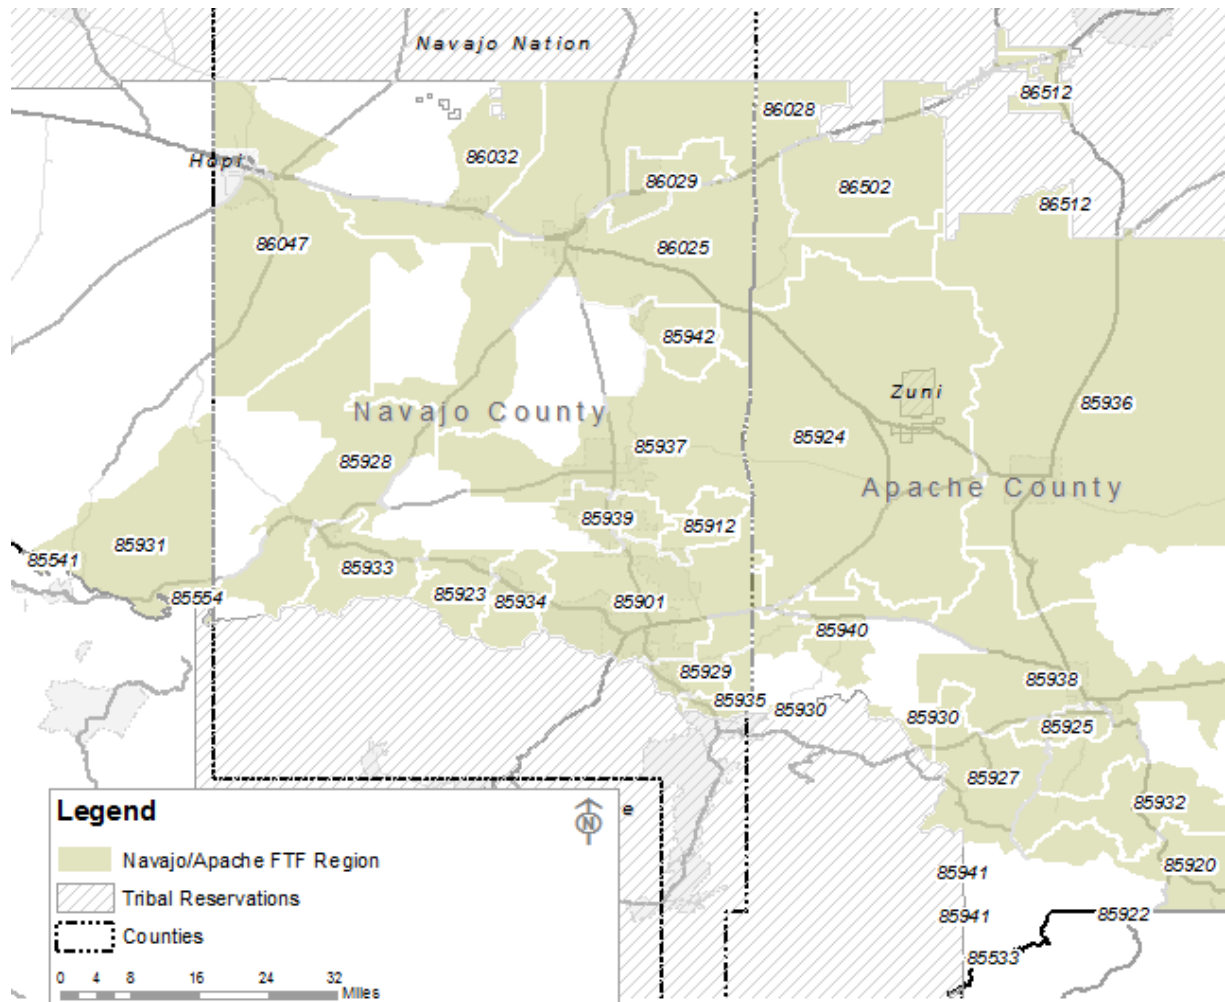 Navajo Nation
86512
86028
Hopi
86032
86029
86502
86512
86047
86025
85942
Zuni
85936
Navajo County
85924
85937
85928
Apache County
85939
85912
85931
85541
85933
85554
85923
85934
85901
85940
85929
85938
85935
85930
85930
85925
85927
85932
Legend
N
e
Navajo/Apache FTF Region
85920
85941
Tribal Reservations
85941
85922
Counties
85533
0 4 8 16 24 32
Miles